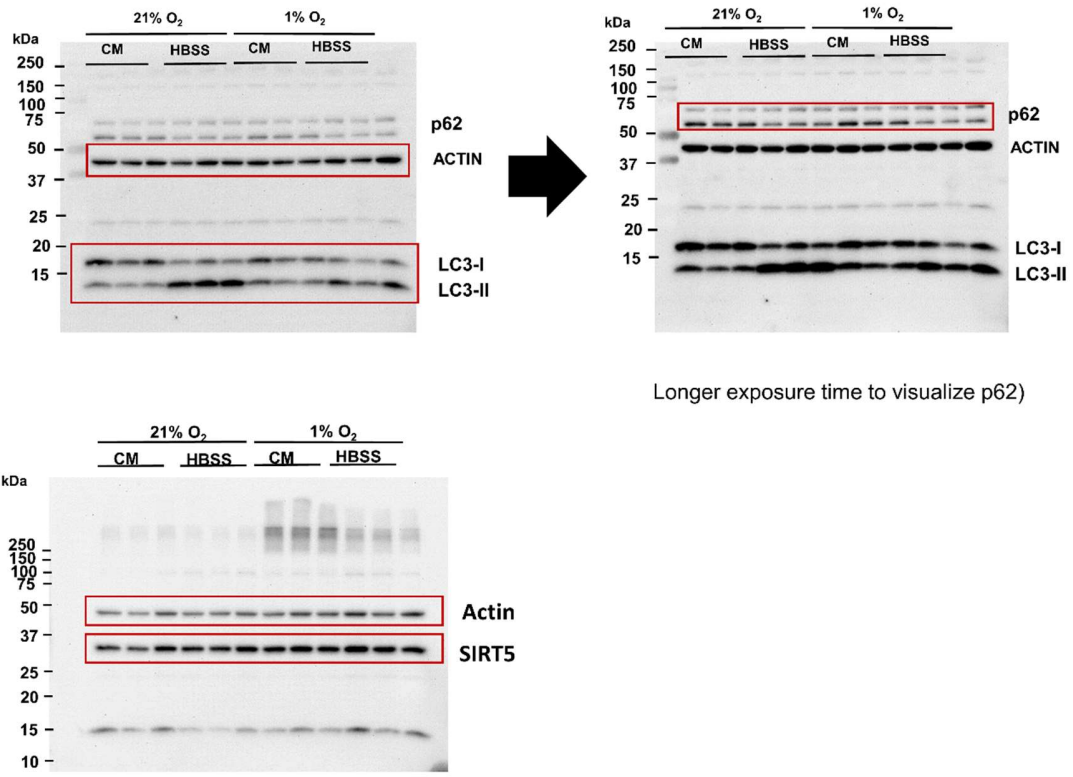 21% O₂ 1% O₂
kDa CM HBSS CM HBSS
250
150
100
75
p62
50
ACTIN
37
25
20
LC3-I
15
LC3-II
21% O₂ 1% O₂
kDa
CM HBSS CM HBSS
250
150
100
75
p62
50
ACTIN
37
25
20
LC3-I
15
LC3-II
Longer exposure time to visualize p62)
21% O₂ 1% O₂
CM HBSS CM HBSS
kDa
250
150
100
75
50
Actin
37
SIRT5
25
20
15
10